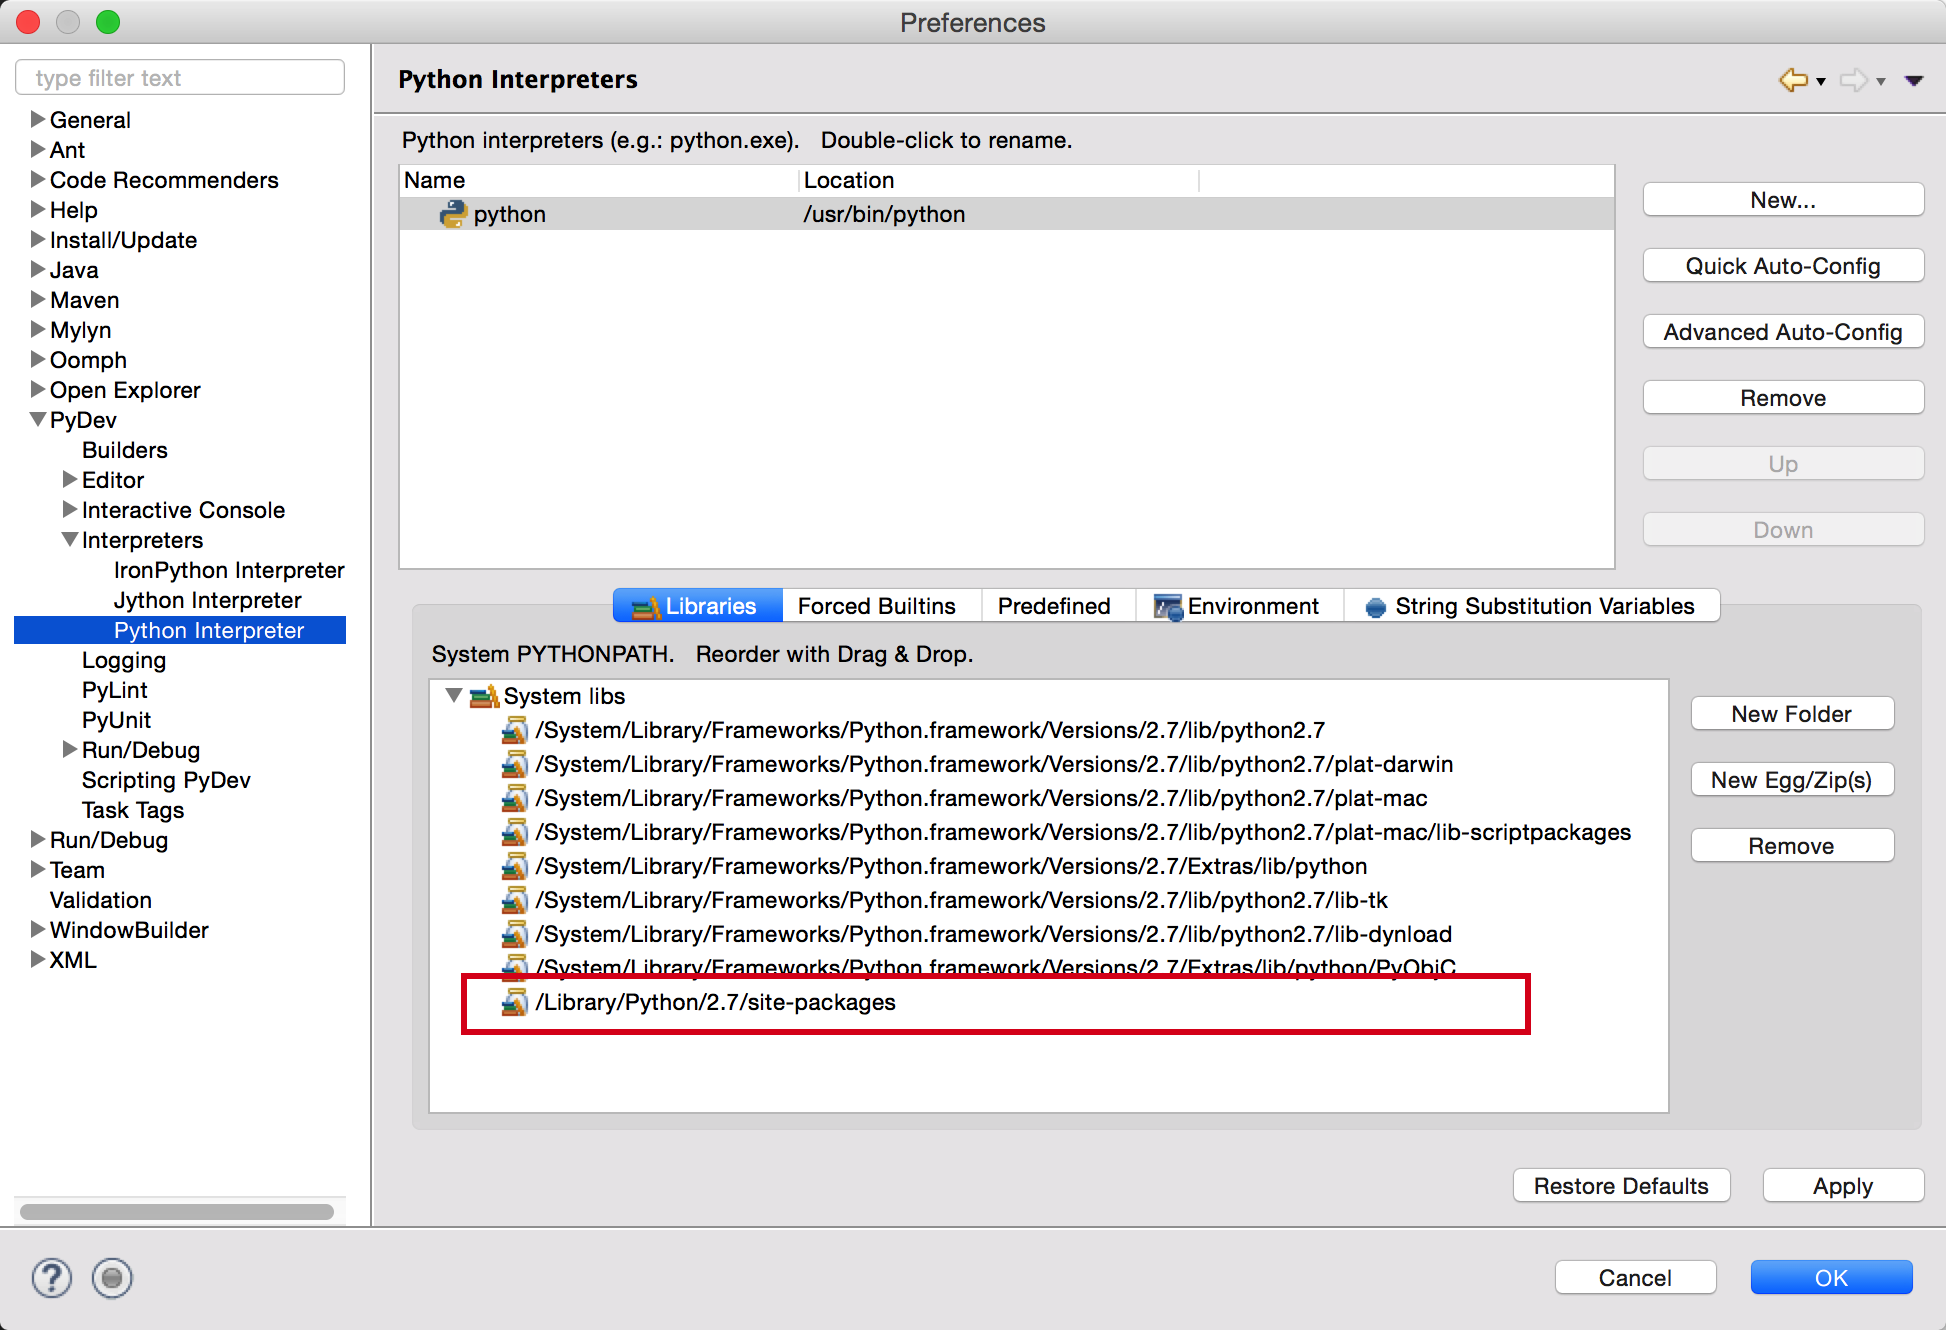 Preferences
type filter text
General
Ant
Code Recommenders
Help
Install/Update
Java
Maven
Mylyn
Oomph
Open Explorer
PyDev
Builders
Editor
Interactive Console
Interpreters
IronPython Interpreter
Jython Interpreter
Python Interpreter
Logging
PyLint
PyUnit
Run/Debug
Scripting PyDev
Task Tags
Run/Debug
Team
Validation
WindowBuilder
XML
Python Interpreters
Python interpreters (e.g.: python.exe).   Double-click to rename.
Name Location
python /usr/bin/python
New...
Quick Auto-Config
Advanced Auto-Config
Remove
Up
Down
Libraries Forced Builtins Predefined Environment String Substitution Variables
System PYTHONPATH.   Reorder with Drag & Drop.
System libs
/System/Library/Frameworks/Python.framework/Versions/2.7/lib/python2.7
/System/Library/Frameworks/Python.framework/Versions/2.7/lib/python2.7/plat-darwin
/System/Library/Frameworks/Python.framework/Versions/2.7/lib/python2.7/plat-mac
/System/Library/Frameworks/Python.framework/Versions/2.7/lib/python2.7/plat-mac/lib-scriptpackages
/System/Library/Frameworks/Python.framework/Versions/2.7/Extras/lib/python
/System/Library/Frameworks/Python.framework/Versions/2.7/lib/python2.7/lib-tk
/System/Library/Frameworks/Python.framework/Versions/2.7/lib/python2.7/lib-dynload
/System/Library/Frameworks/Python.framework/Versions/2.7/Extras/lib/python/PyObjC
/Library/Python/2.7/site-packages
New Folder
New Egg/Zip(s)
Remove
Restore Defaults Apply
? Cancel OK